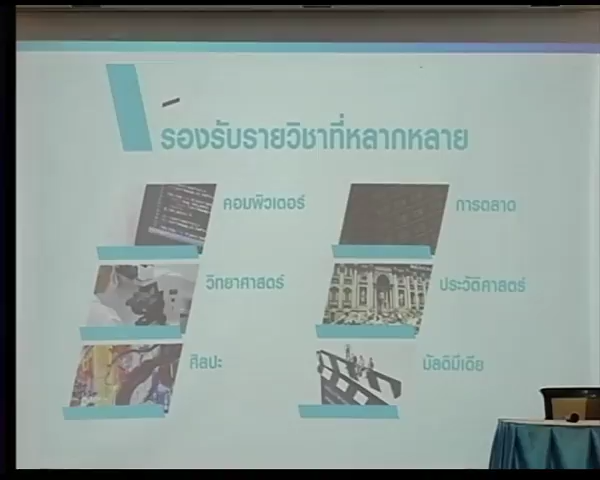 รองรับรายวิชาที่หลากหลาย
คอมพิวเตอร์
การตลาด
วิทยาศาสตร์
ประวัติศาสตร์
ศิลปะ
มัลติมีเดีย